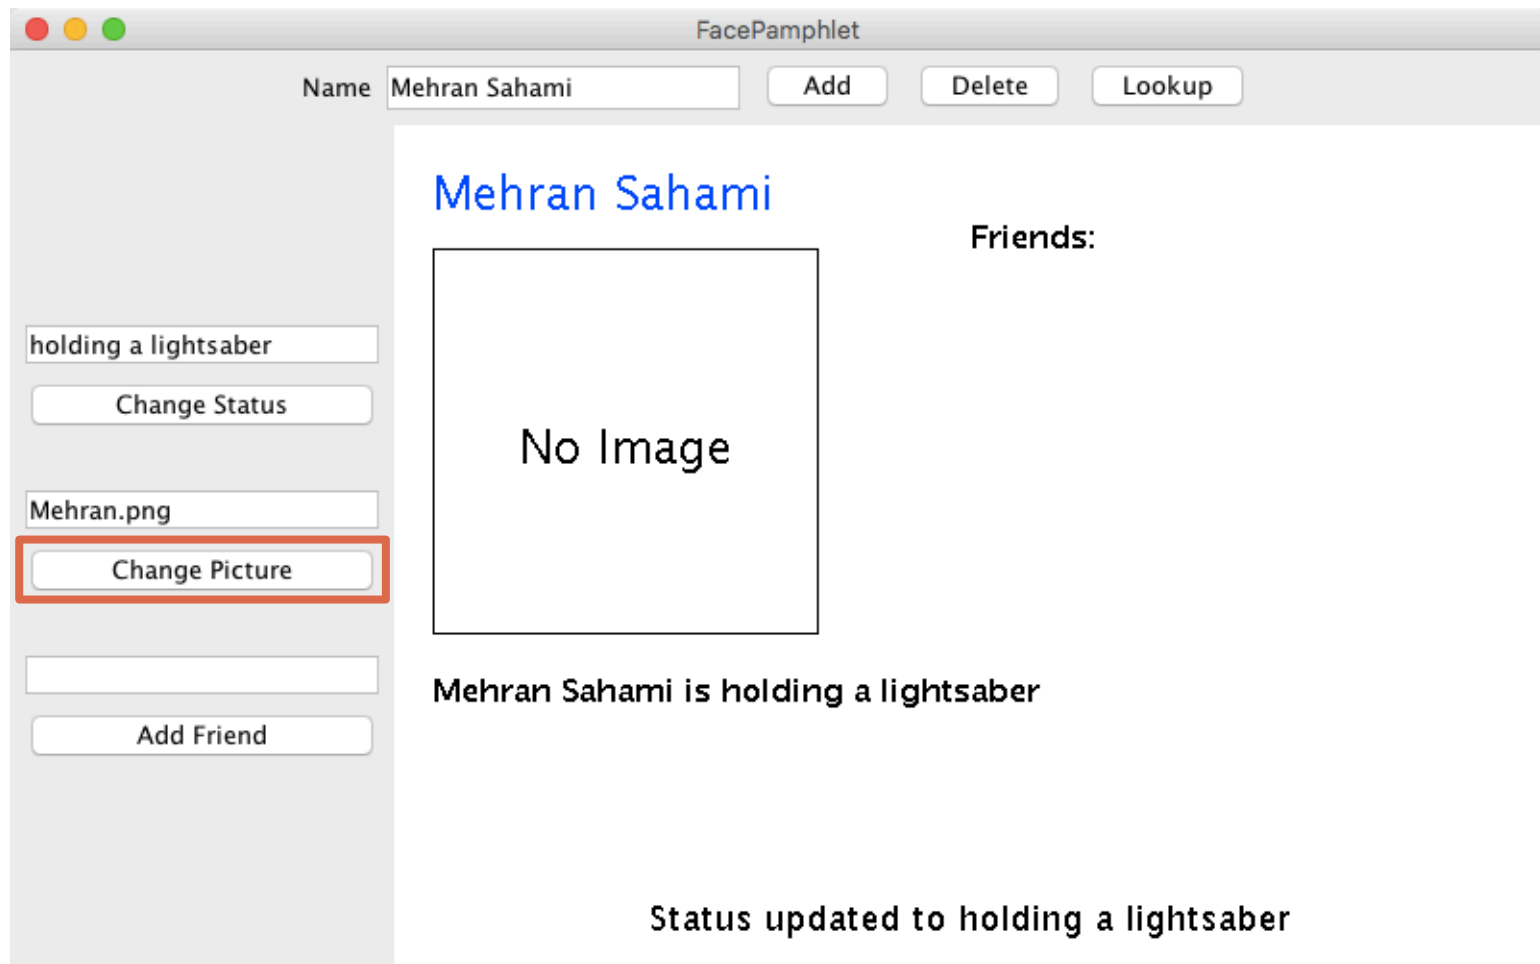 FacePamphlet
Name Mehran Sahami Add Delete Lookup
Mehran Sahami
Friends:
holding a lightsaber
Change Status
No Image
Mehran.png
Change Picture
Mehran Sahami is holding a lightsaber
Add Friend
Status updated to holding a lightsaber